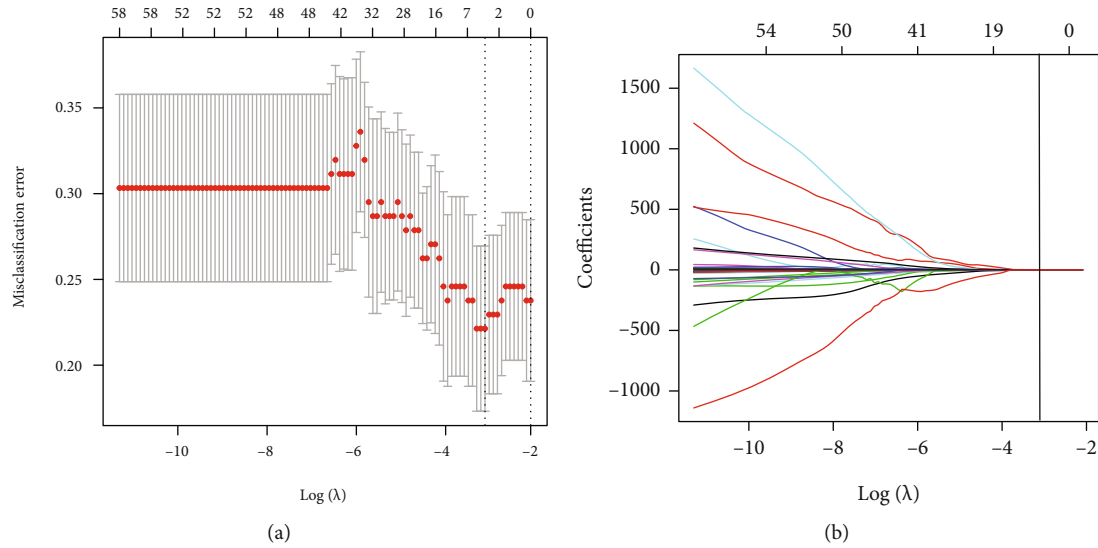 58 58 52 52 52 52 44 42 32 28 16 7 2 0
0.35
0.30
0.25
0.20
Misclassification error
−10 −8 −6 −4 −2
Log (λ)
(a)
54 50 41 19 0
1500
1000
500
0
−500
−1000
Coefficients
−10 −8 −6 −4 −2
Log (λ)
(b)